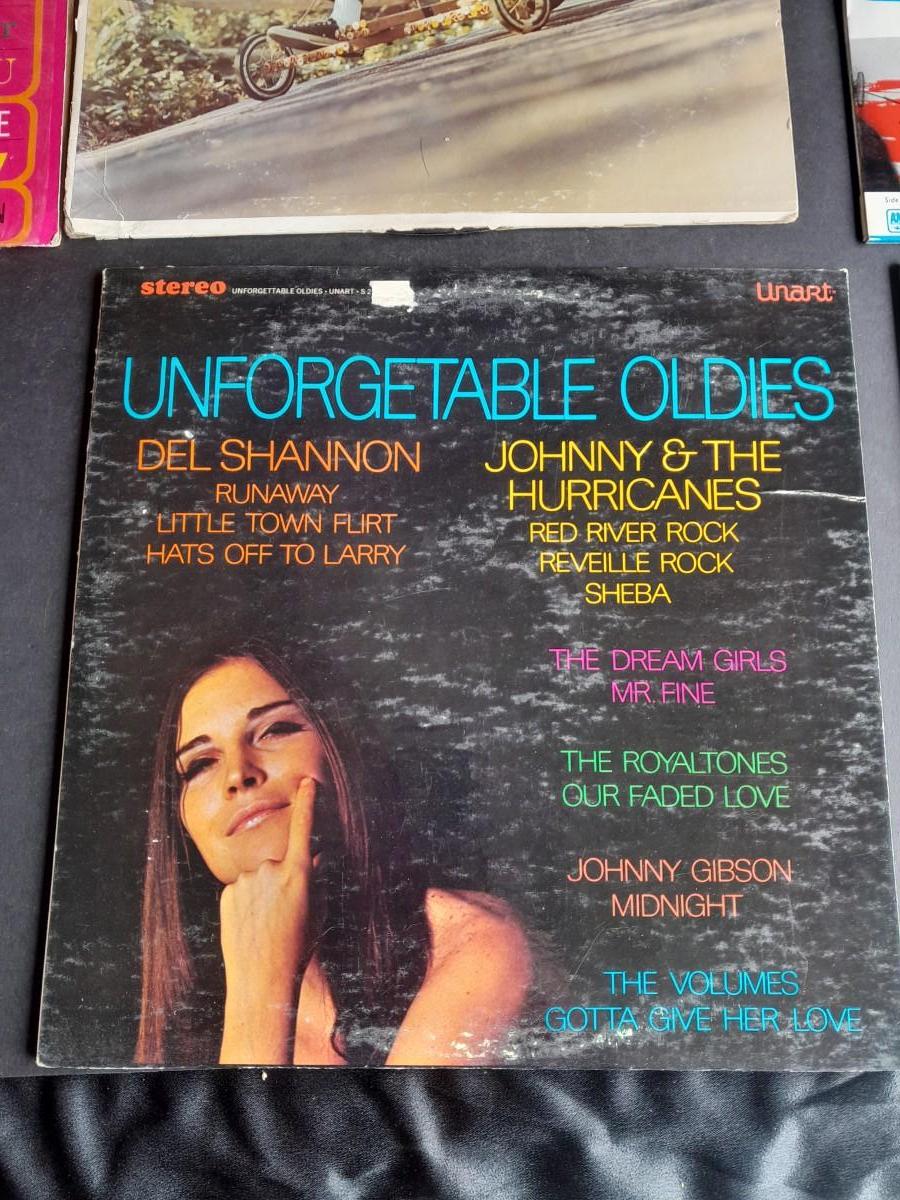 stereo UNFORGETTABLE OLDIES · UNART · S 2
unart
UNFORGETABLE OLDIES
DEL SHANNON
RUNAWAY
LITTLE TOWN FLIRT
HATS OFF TO LARRY
JOHNNY & THE
HURRICANES
RED RIVER ROCK
REVEILLE ROCK
SHEBA
THE DREAM GIRLS
MR. FINE
THE ROYALTONES
OUR FADED LOVE
JOHNNY GIBSON
MIDNIGHT
THE VOLUMES
GOTTA GIVE HER LOVE
Side